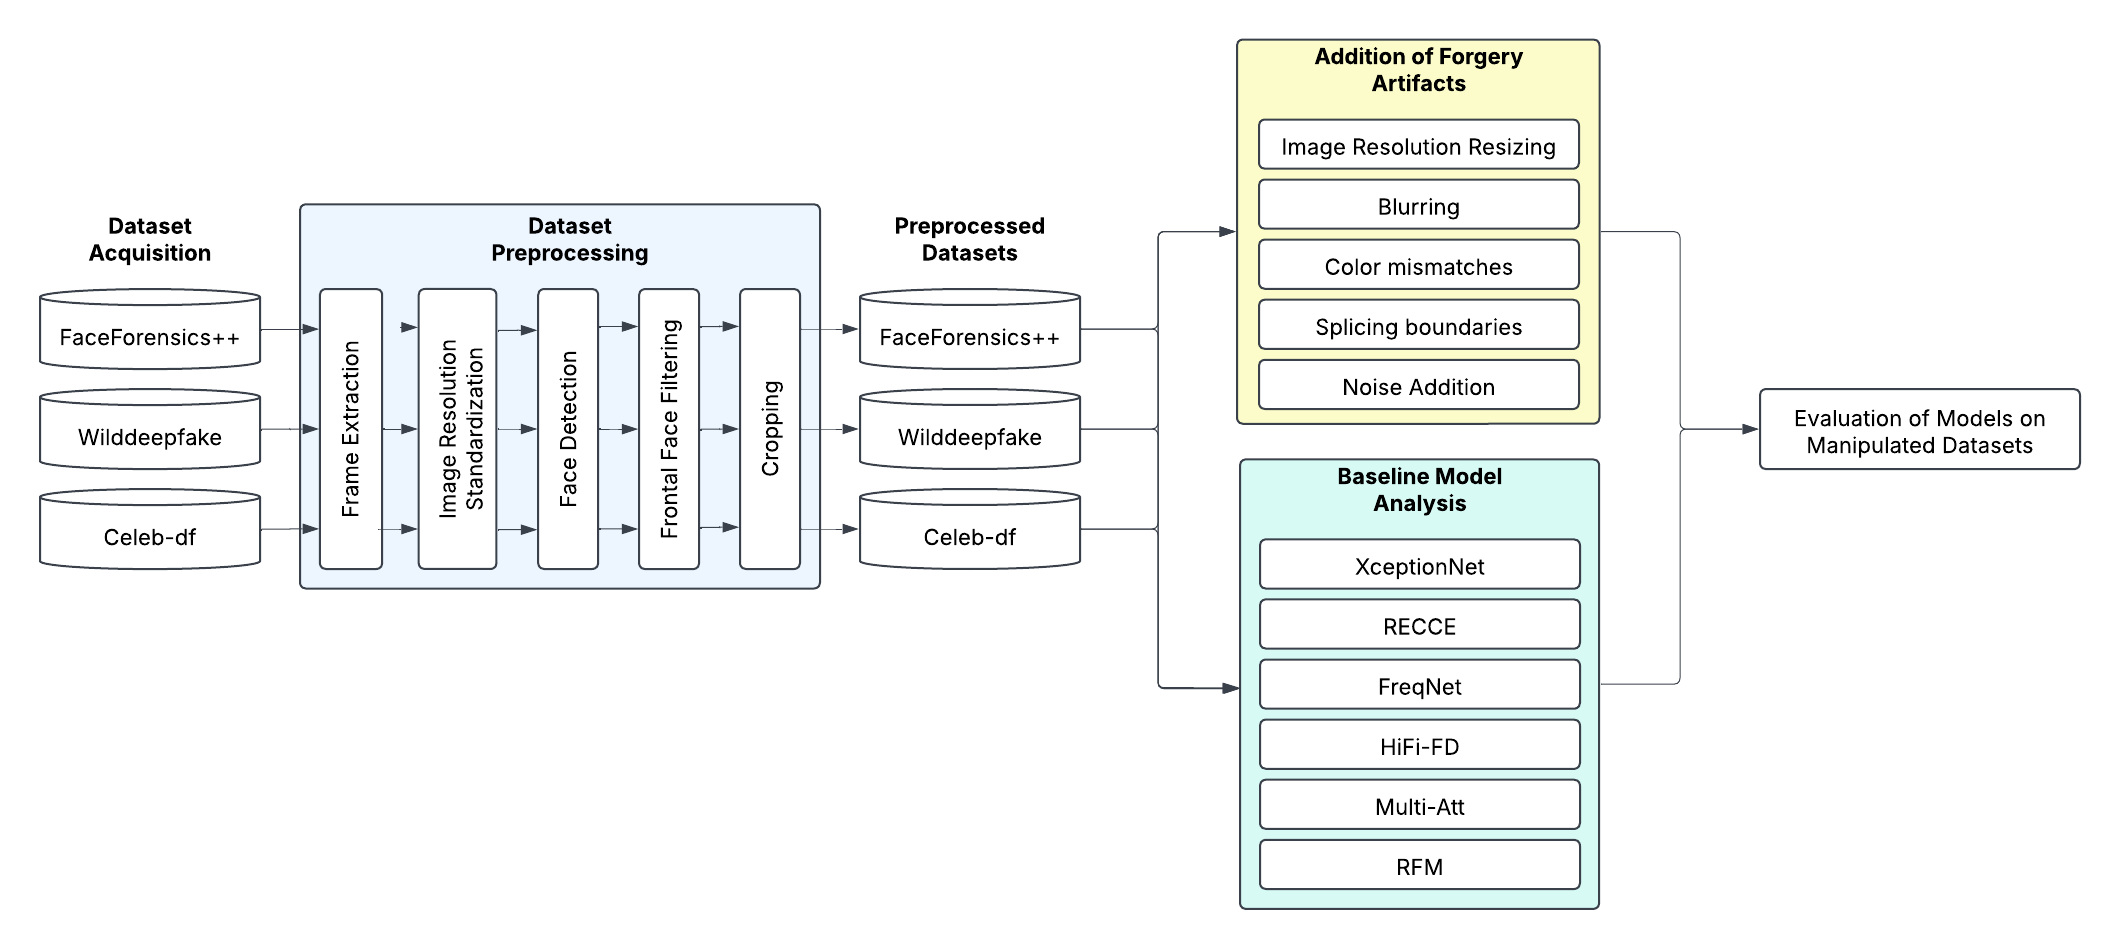 Dataset
Acquisition
FaceForensics++
Wilddeepfake
Celeb-df
Dataset
Preprocessing
Frame Extraction
Image Resolution
Standardization
Face Detection
Frontal Face Filtering
Cropping
Preprocessed
Datasets
FaceForensics++
Wilddeepfake
Celeb-df
Addition of Forgery
Artifacts
Image Resolution Resizing
Blurring
Color mismatches
Splicing boundaries
Noise Addition
Baseline Model
Analysis
XceptionNet
RECCE
FreqNet
HiFi-FD
Multi-Att
RFM
Evaluation of Models on
Manipulated Datasets